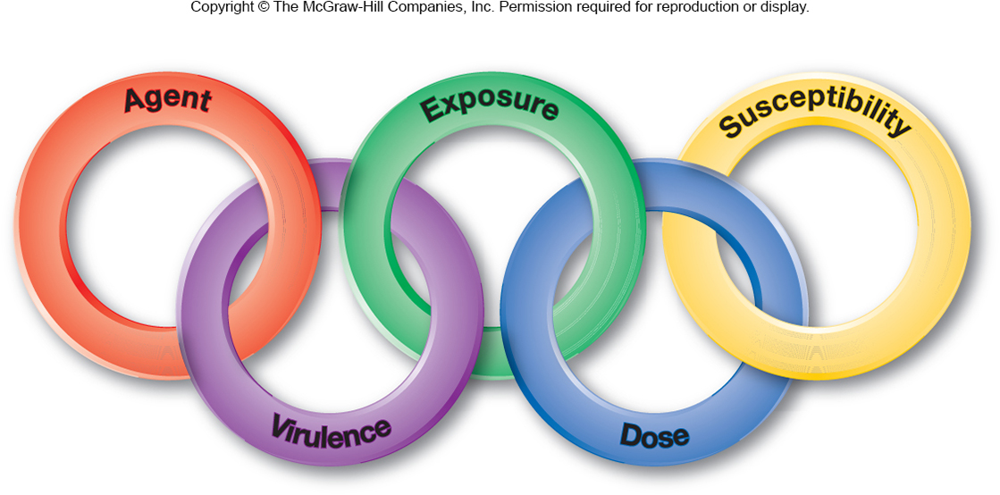 Copyright © The McGraw-Hill Companies, Inc. Permission required for reproduction or display.
Agent
Exposure
Susceptibility
Virulence
Dose